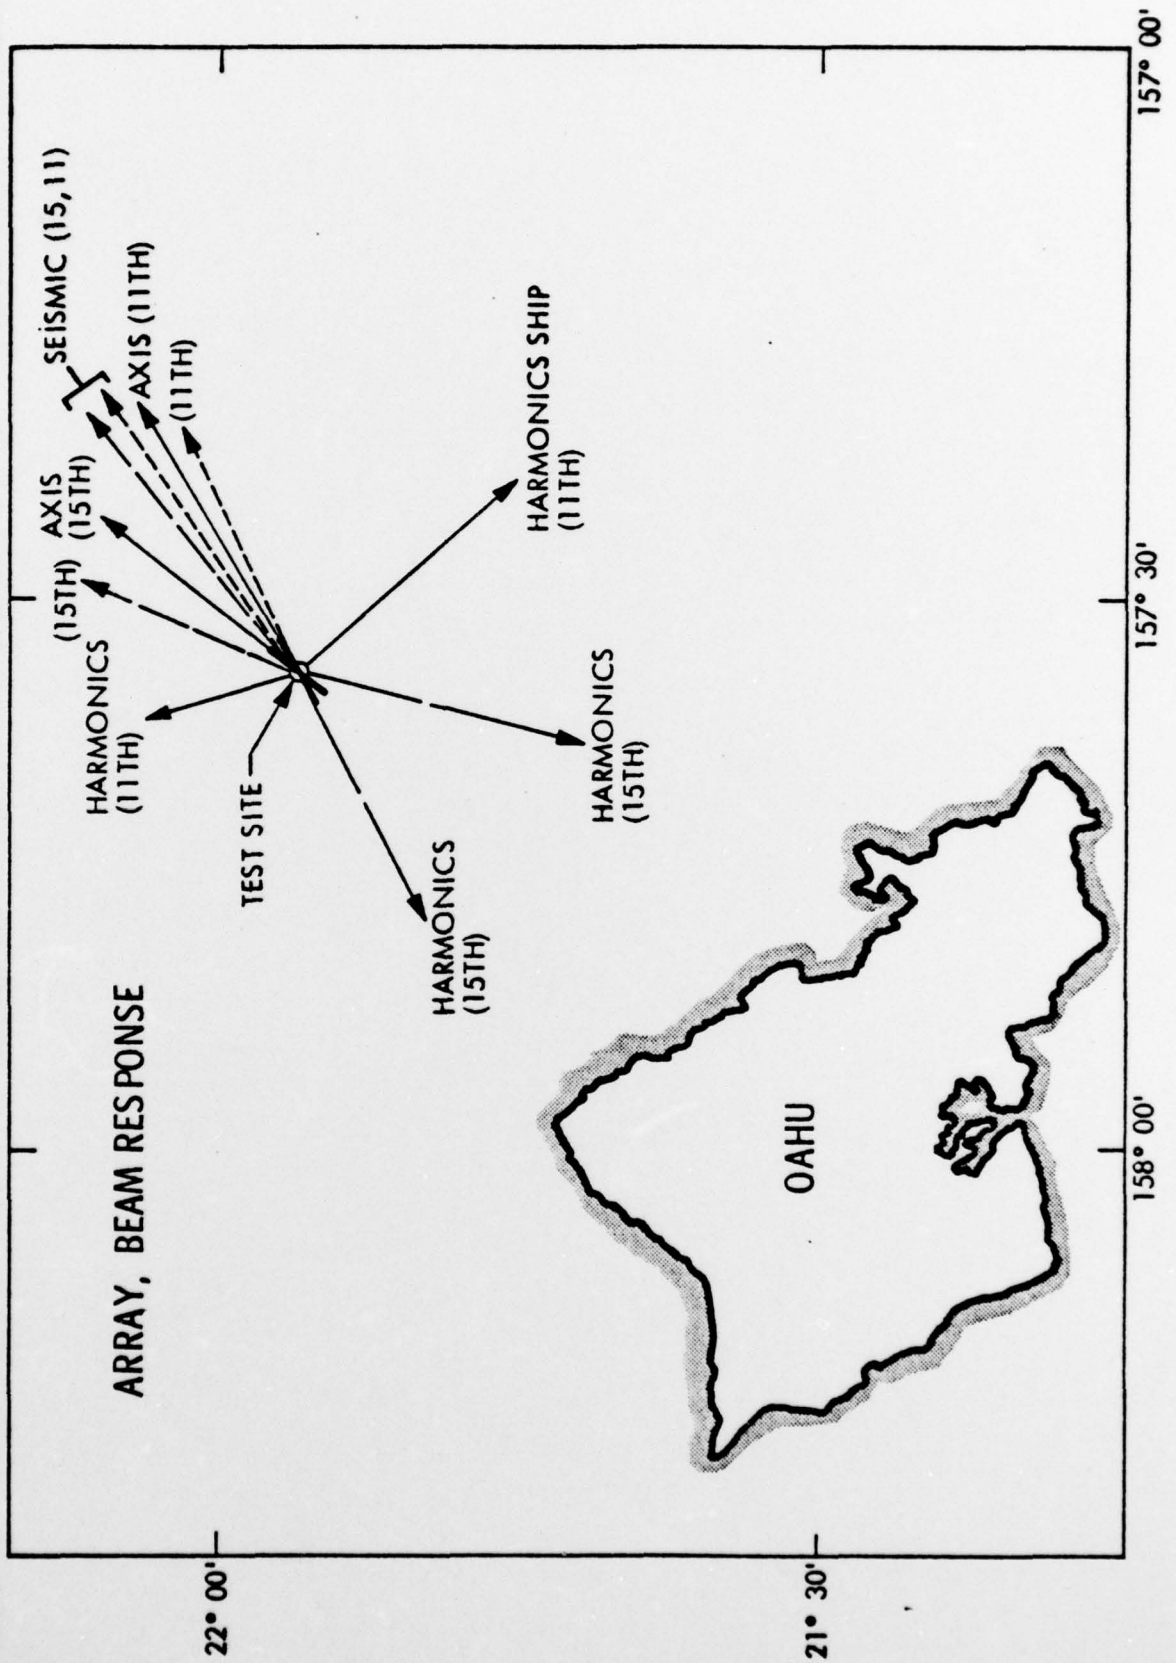 ARRAY, BEAM RESPONSE
SEISMIC (15,11)
AXIS
(15TH)
AXIS (11TH)
(15TH)
(11TH)
HARMONICS
(11TH)
TEST SITE
HARMONICS SHIP
(11TH)
HARMONICS
(15TH)
HARMONICS
(15TH)
OAHU
22° 00'
21° 30'
158° 00'
157° 30'
157° 00'